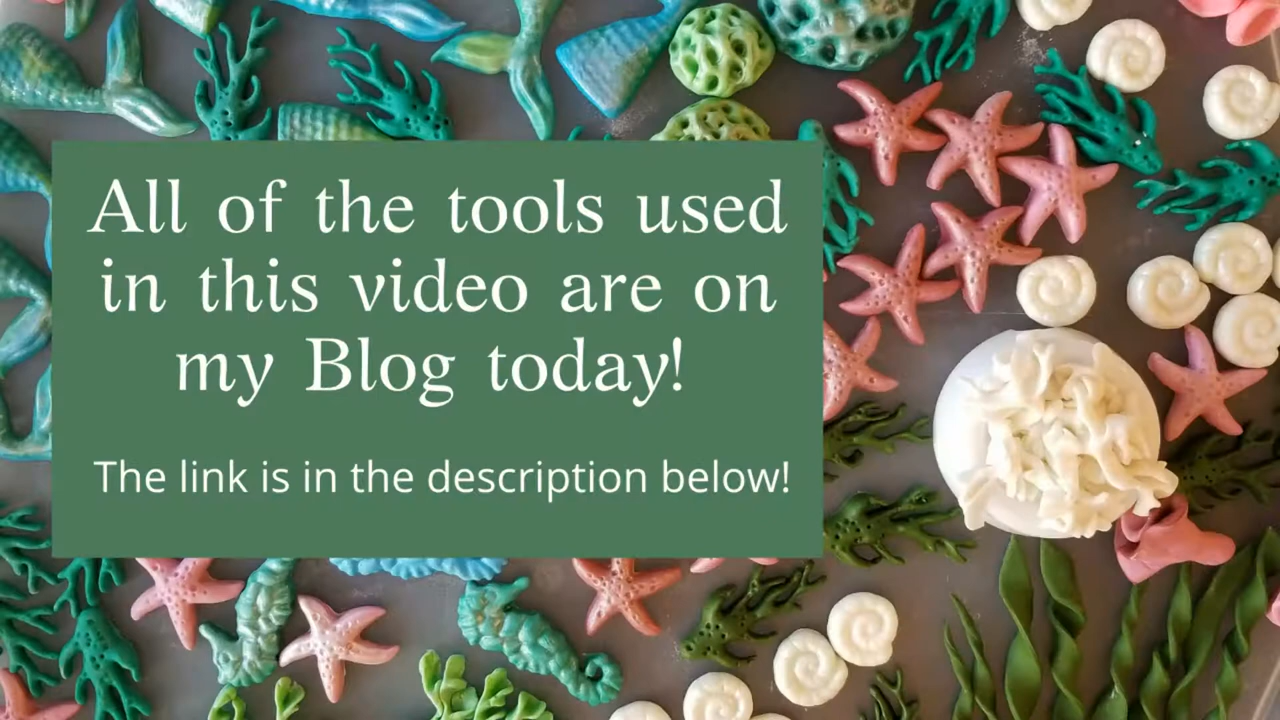 All of the tools used
in this video are on
my Blog today!
The link is in the description below!